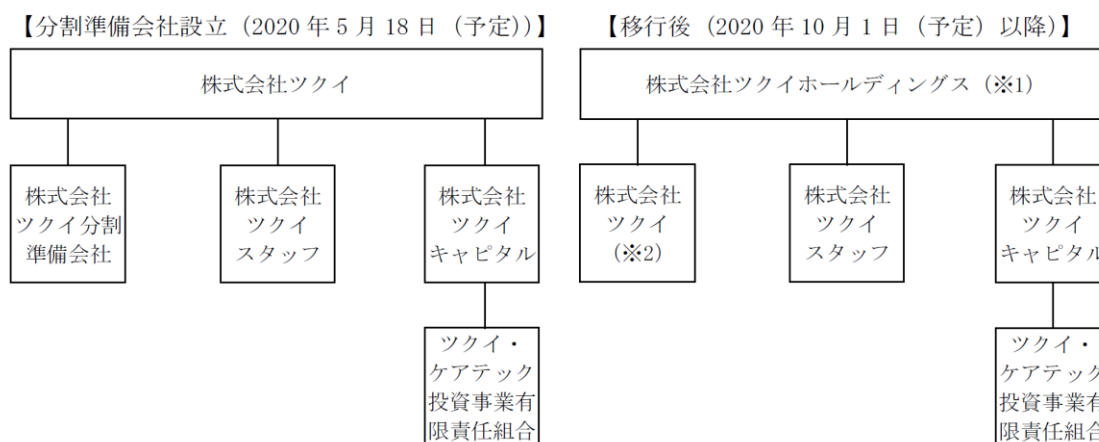 【分割準備会社設立（2020 年 5 月 18 日（予定））】
株式会社ツクイ
株式会社
ツクイ分割
準備会社
株式会社
ツクイ
スタッフ
株式会社
ツクイ
キャピタル
ツクイ・
ケアテック
投資事業有
限責任組合
【移行後（2020 年 10 月 1 日（予定）以降）】
株式会社ツクイホールディングス（※1）
株式会社
ツクイ
（※2）
株式会社
ツクイ
スタッフ
株式会社
ツクイ
キャピタル
ツクイ・
ケアテック
投資事業有
限責任組合